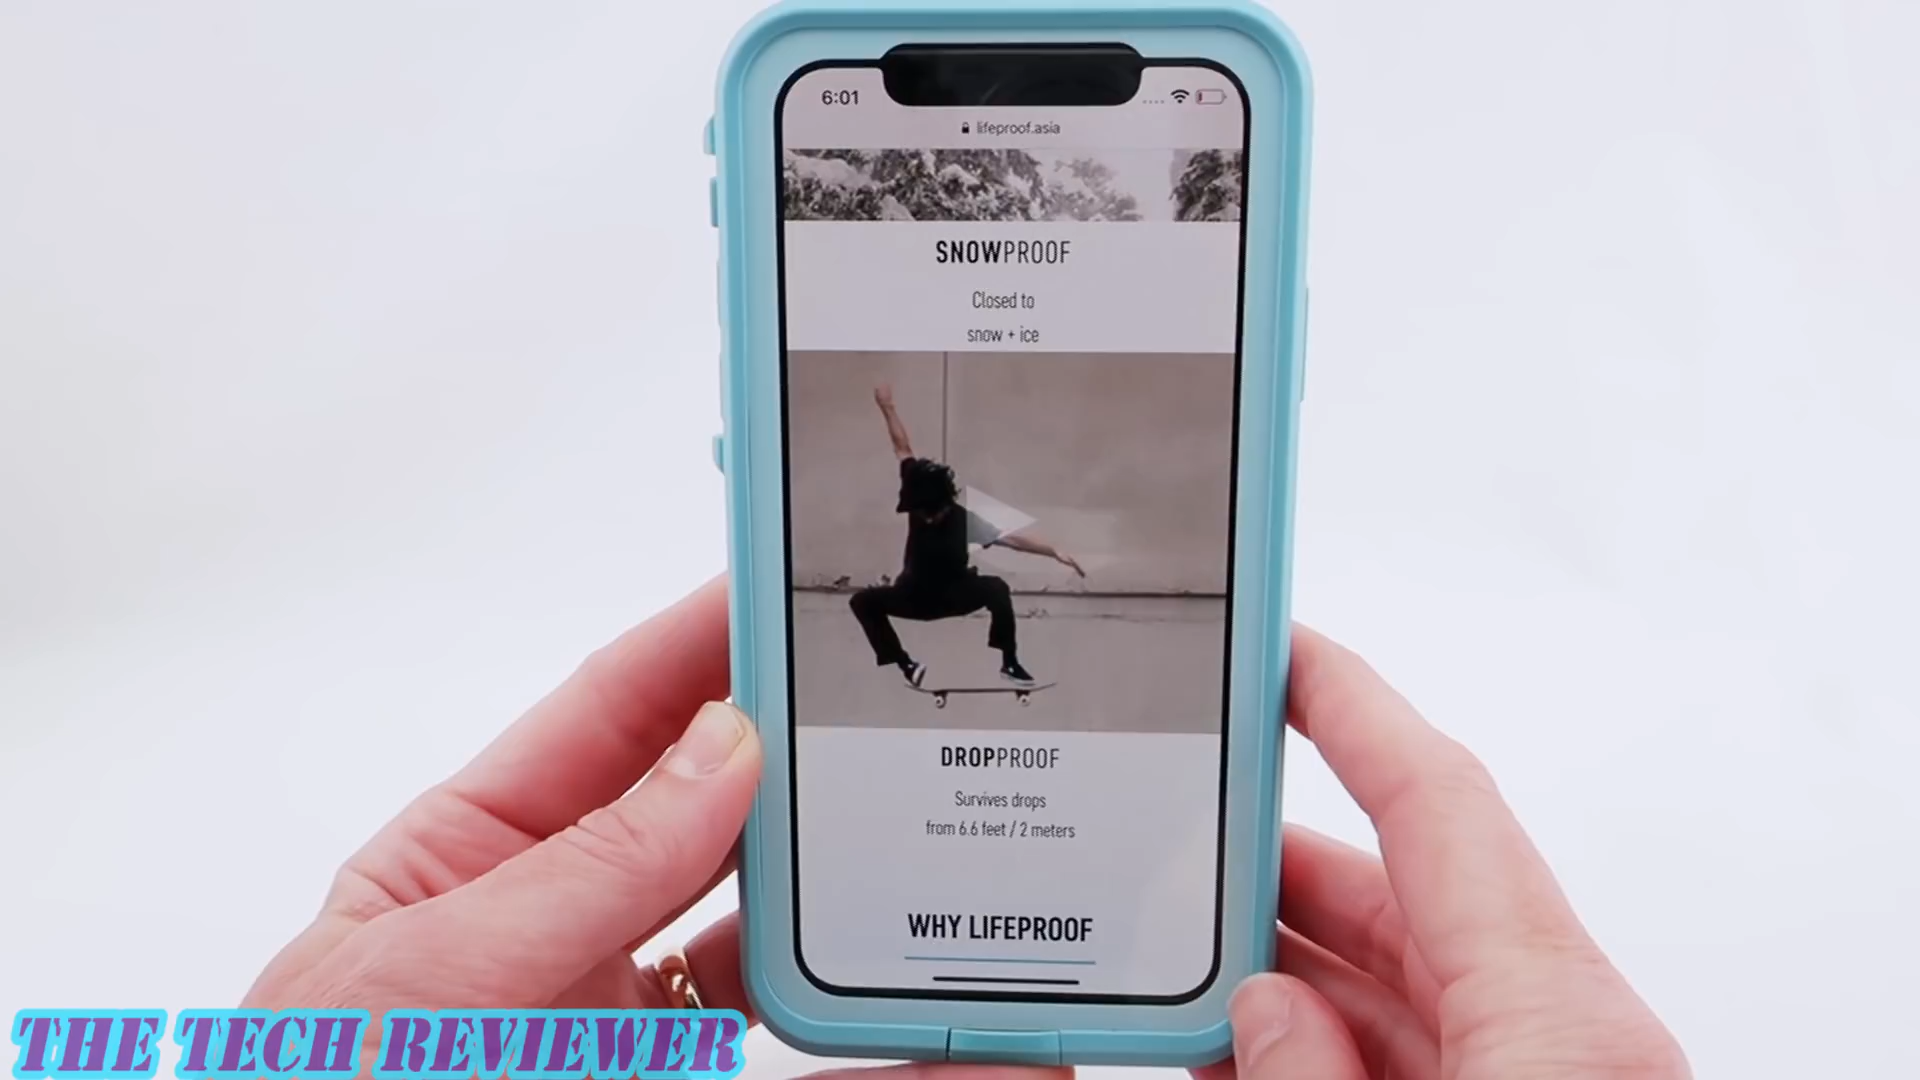 6:01
lifeproof.asia
SNOWPROOF
Closed to
snow + ice
DROPPROOF
Survives drops
from 6.6 feet / 2 meters
WHY LIFEPROOF
THE TECH REVIEWER